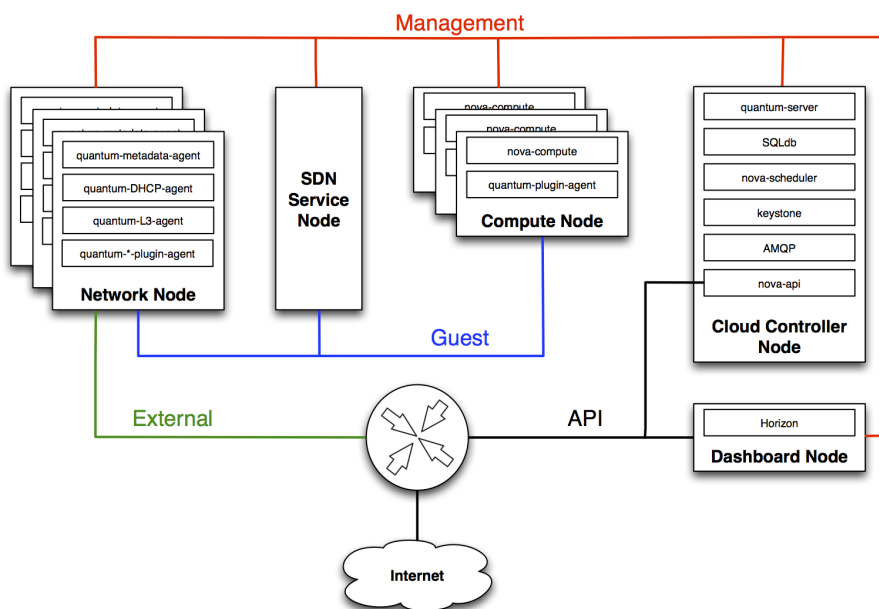 Management
quantum-metadata-agent
quantum-DHCP-agent
quantum-L3-agent
quantum-*-plugin-agent
Network Node
SDN
Service
Node
nova-compute
nova-compute
nova-compute
quantum-plugin-agent
Compute Node
quantum-server
SQLdb
nova-scheduler
keystone
AMQP
nova-api
Cloud Controller
Node
Guest
External
API
Horizon
Dashboard Node
Internet